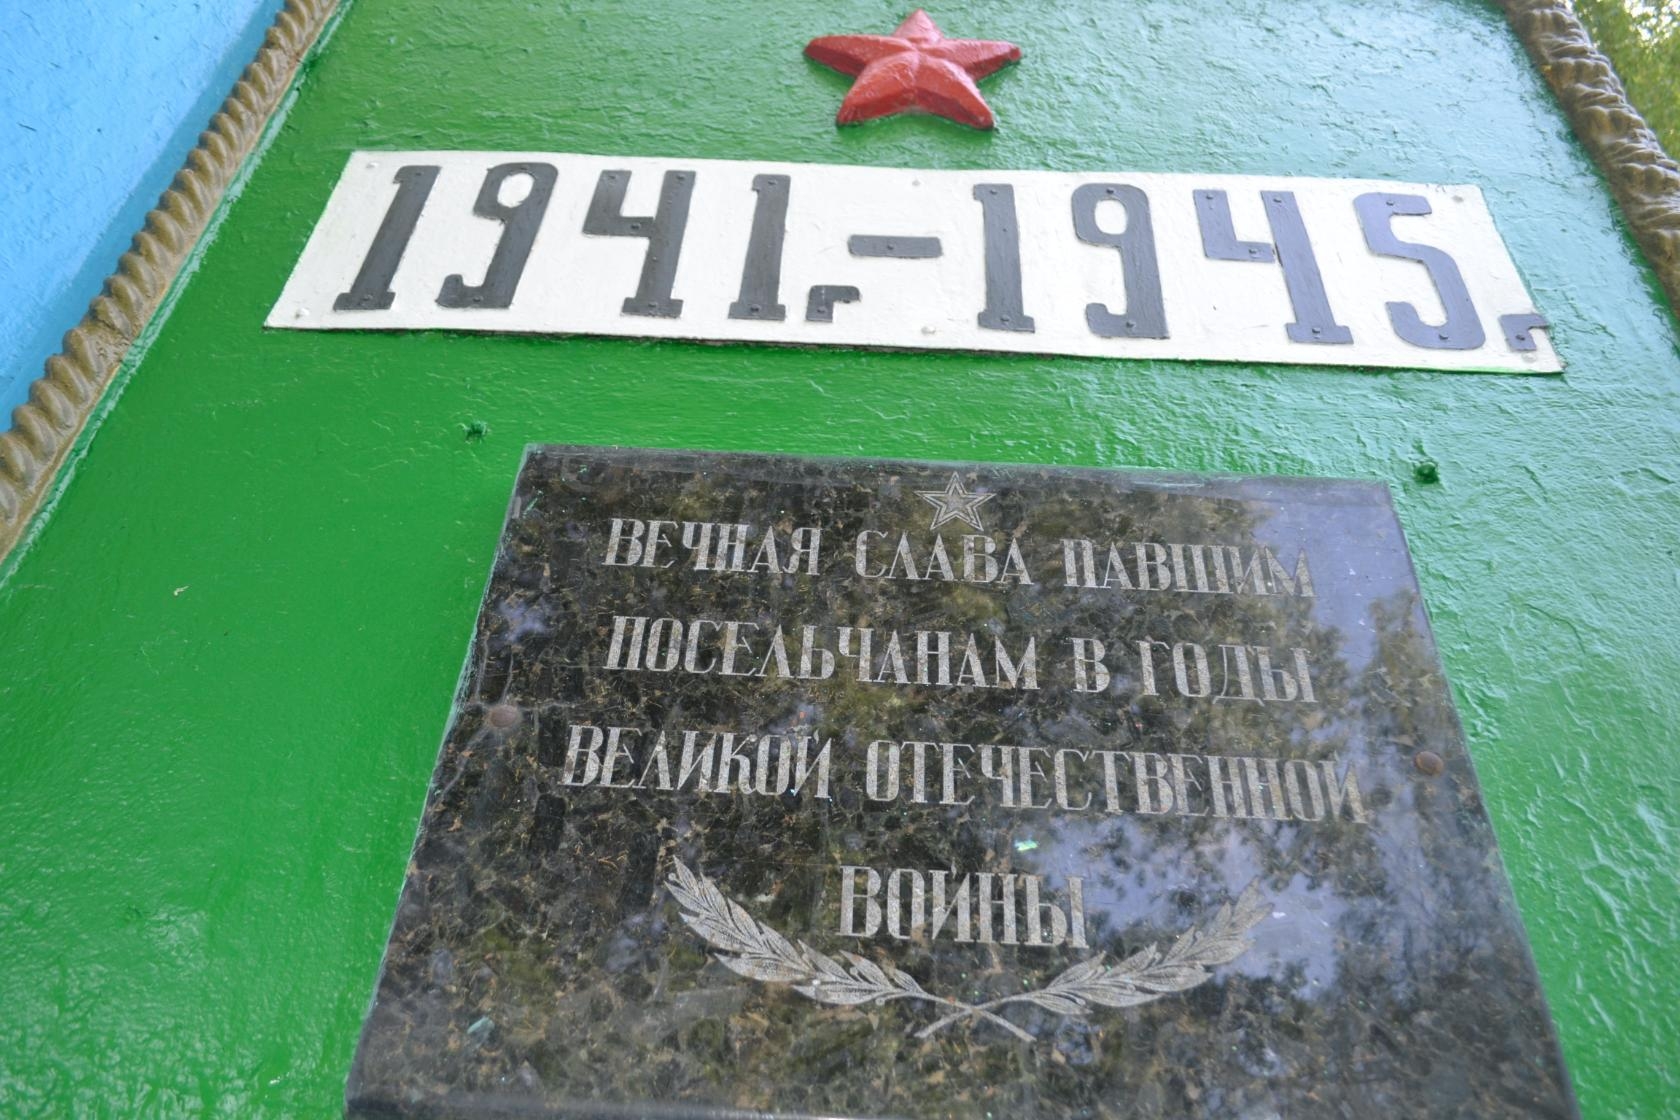 1941г.-1945г.
ВЕЧНАЯ СЛАВА ПАВШИМ
ПОСЕЛЬЧАНАМ В ГОДЫ
ВЕЛИКОЙ ОТЕЧЕСТВЕННОЙ
ВОЙНЫ